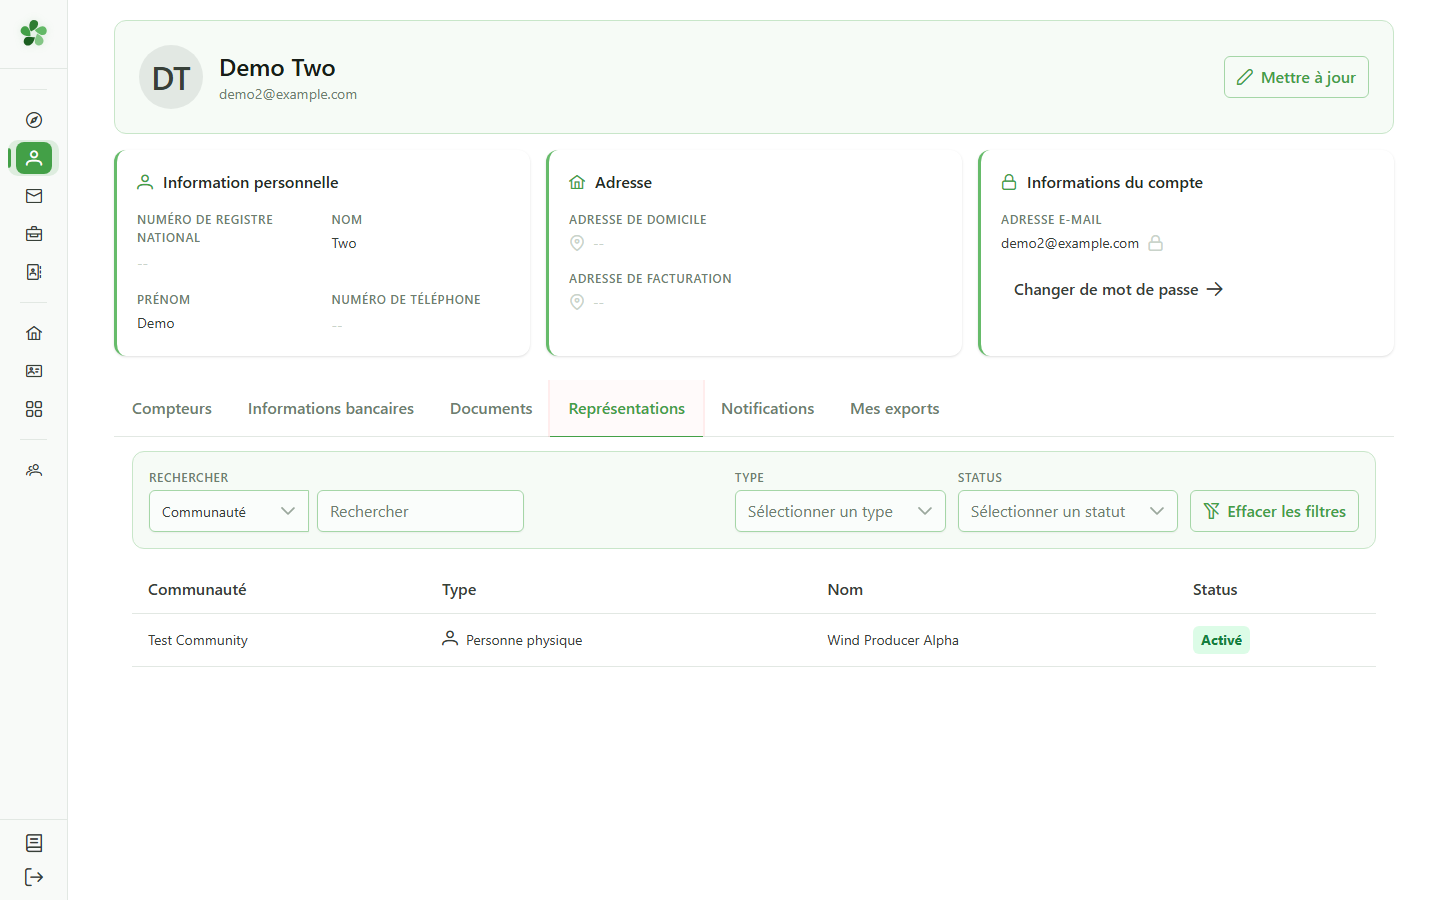 DT
Demo Two
demo2@example.com
Mettre à jour
Information personnelle
NUMÉRO DE REGISTRE
NATIONAL
--
NOM
Two
PRÉNOM
Demo
NUMÉRO DE TÉLÉPHONE
--
Adresse
ADRESSE DE DOMICILE
--
ADRESSE DE FACTURATION
--
Informations du compte
ADRESSE E-MAIL
demo2@example.com
Changer de mot de passe
Compteurs
Informations bancaires
Documents
Représentations
Notifications
Mes exports
RECHERCHER
Communauté
Rechercher
TYPE
Sélectionner un type
STATUS
Sélectionner un statut
Effacer les filtres
Communauté Type Nom Status
Test Community Personne physique Wind Producer Alpha Activé